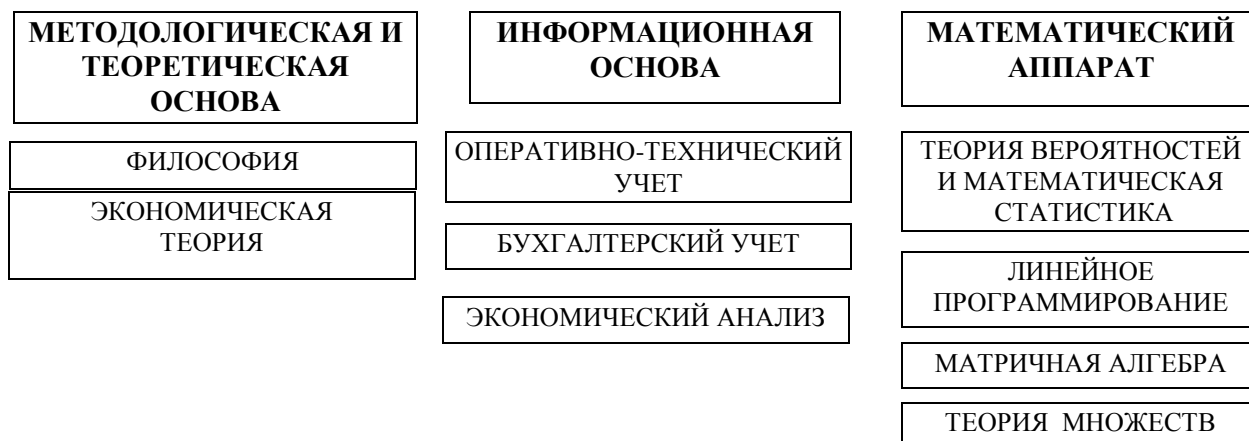 МЕТОДОЛОГИЧЕСКАЯ И
ТЕОРЕТИЧЕСКАЯ
ОСНОВА
ФИЛОСОФИЯ
ЭКОНОМИЧЕСКАЯ
ТЕОРИЯ
ИНФОРМАЦИОННАЯ
ОСНОВА
ОПЕРАТИВНО-ТЕХНИЧЕСКИЙ
УЧЕТ
БУХГАЛТЕРСКИЙ УЧЕТ
ЭКОНОМИЧЕСКИЙ АНАЛИЗ
МАТЕМАТИЧЕСКИЙ
АППАРАТ
ТЕОРИЯ ВЕРОЯТНОСТЕЙ
И МАТЕМАТИЧЕСКАЯ
СТАТИСТИКА
ЛИНЕЙНОЕ
ПРОГРАММИРОВАНИЕ
МАТРИЧНАЯ АЛГЕБРА
ТЕОРИЯ МНОЖЕСТВ